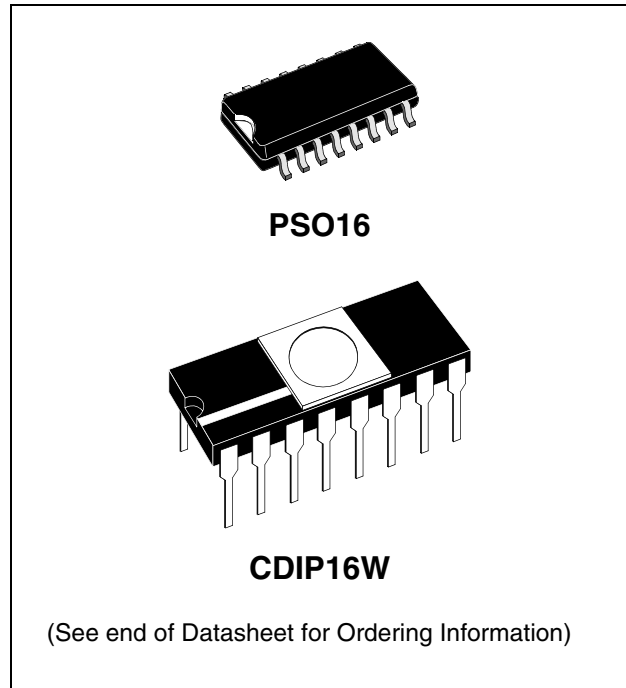 PSO16
CDIP16W
(See end of Datasheet for Ordering Information)